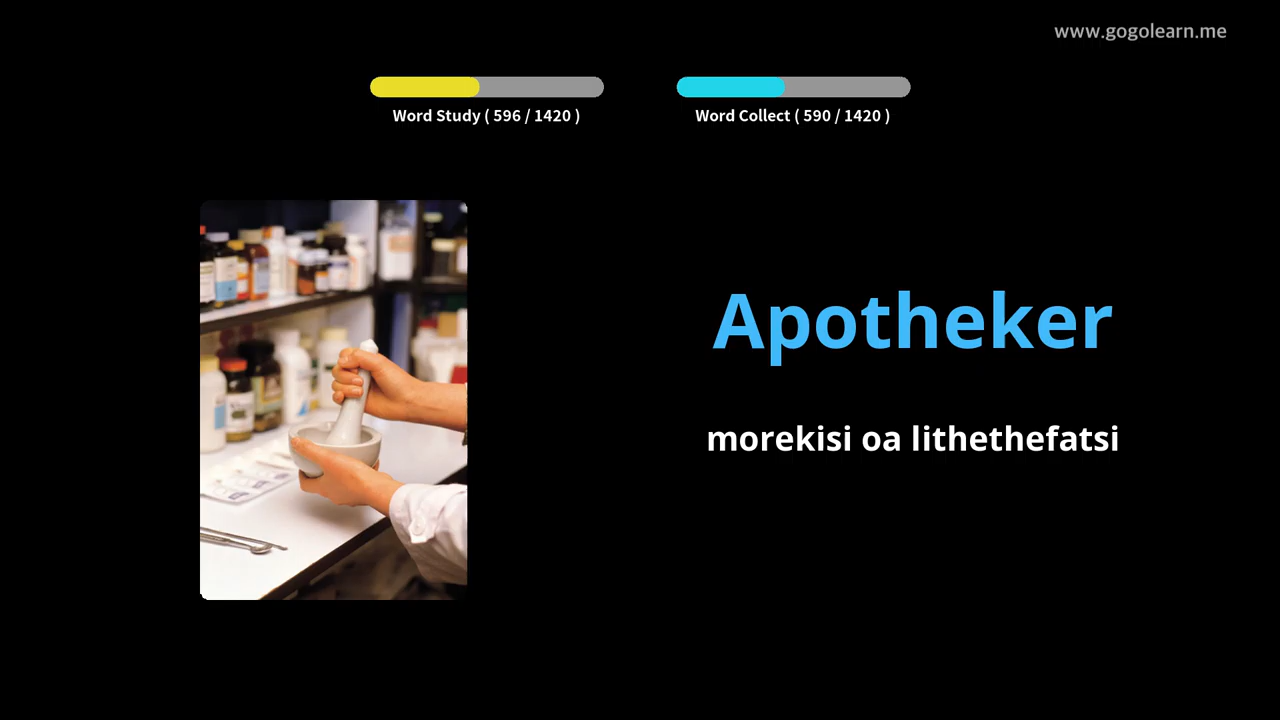 www.gogolearn.me
Word Study ( 596 / 1420 )
Word Collect ( 590 / 1420 )
Apotheker
morekisi oa lithethefatsi